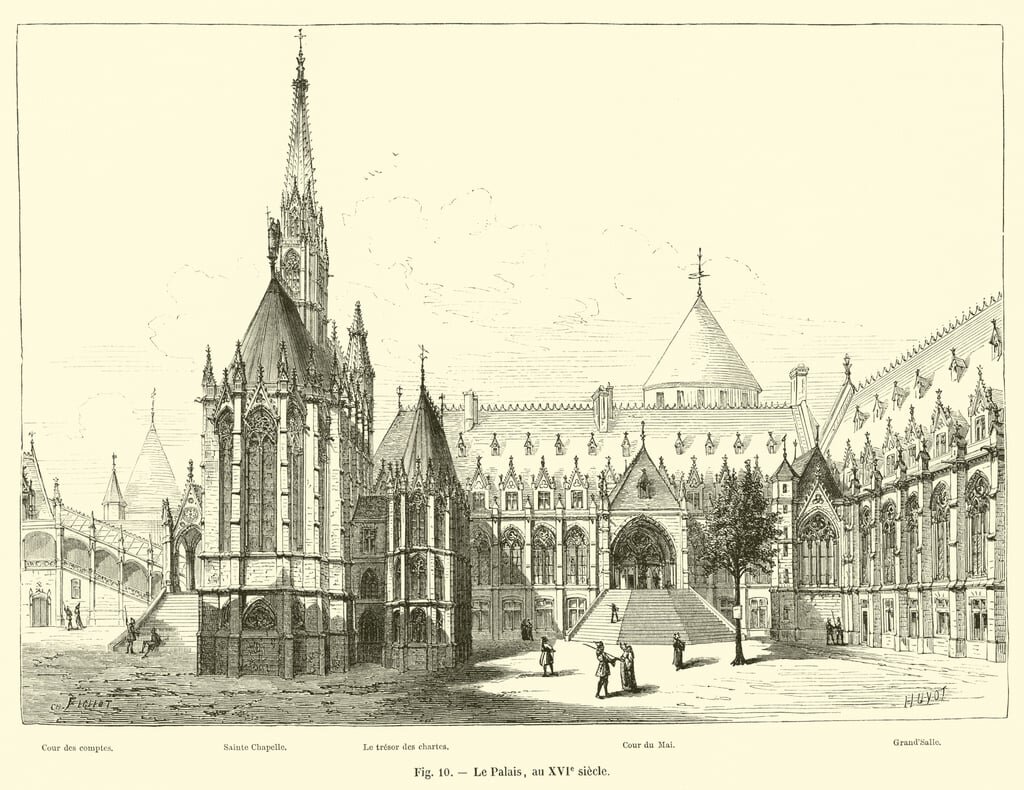 CH. FICHOT
HUYOT
Cour des comptes.
Sainte Chapelle.
Le trésor des chartes.
Cour du Mai.
Grand'Salle.
Fig. 10. — Le Palais, au XVIe siècle.